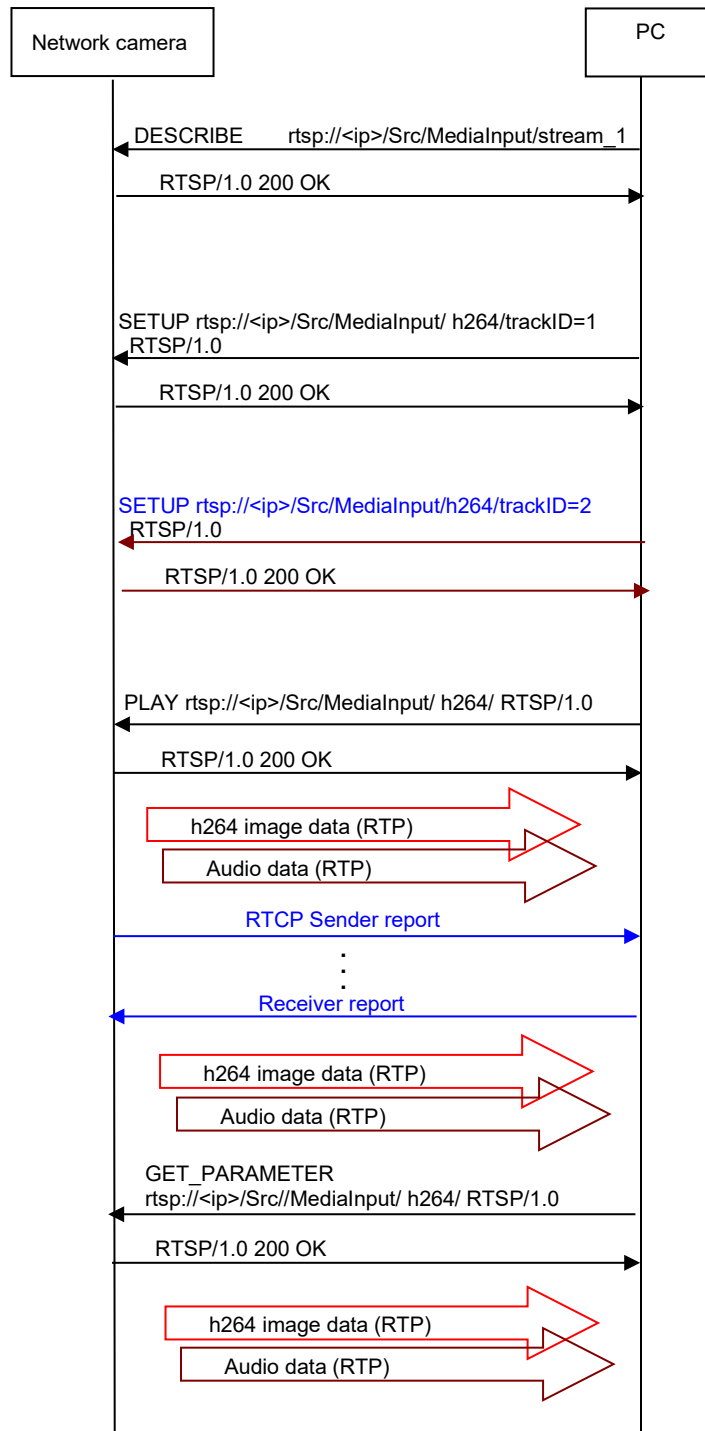 Network camera
PC
DESCRIBE rtsp://<ip>/Src/MediaInput/stream_1
RTSP/1.0 200 OK
SETUP rtsp://<ip>/Src/MediaInput/ h264/trackID=1
RTSP/1.0
RTSP/1.0 200 OK
SETUP rtsp://<ip>/Src/MediaInput/h264/trackID=2
RTSP/1.0
RTSP/1.0 200 OK
PLAY rtsp://<ip>/Src/MediaInput/ h264/ RTSP/1.0
RTSP/1.0 200 OK
h264 image data (RTP)
Audio data (RTP)
RTCP Sender report
.
.
.
Receiver report
h264 image data (RTP)
Audio data (RTP)
GET_PARAMETER
rtsp://<ip>/Src//MediaInput/ h264/ RTSP/1.0
RTSP/1.0 200 OK
h264 image data (RTP)
Audio data (RTP)